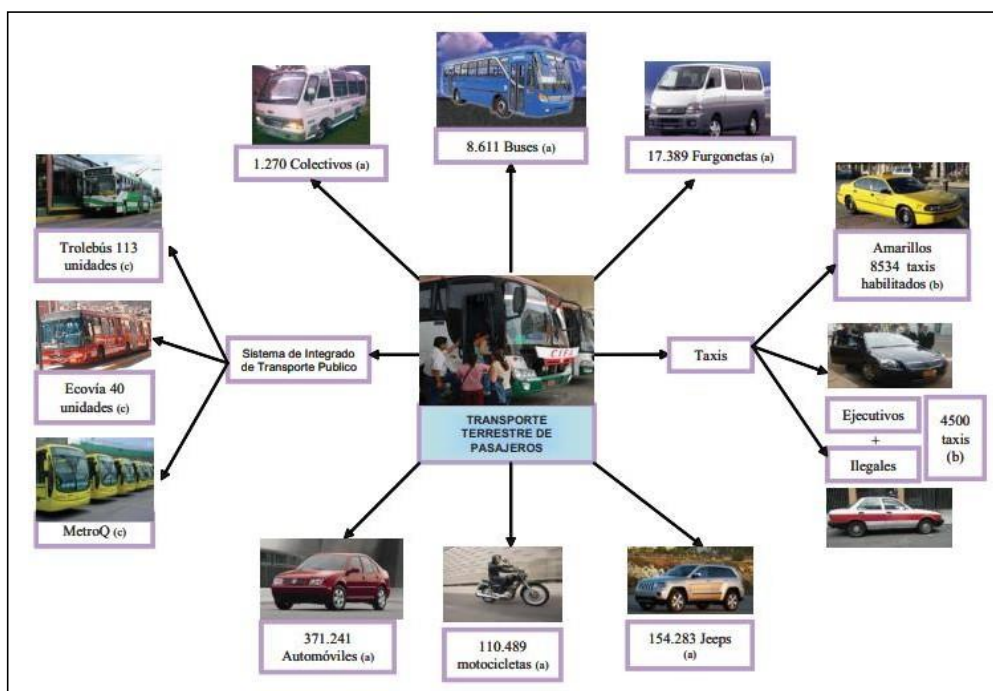 1.270 Colectivos (a)
8.611 Buses (a)
17.389 Furgonetas (a)
Trolebús 113
unidades (c)
Ecovía 40
unidades (c)
MetroQ (c)
Sistema de Integrado
de Transporte Publico
TRANSPORTE
TERRESTRE DE
PASAJEROS
Taxis
Amarillos
8534 taxis
habilitados (b)
Ejecutivos
+
Ilegales
4500
taxis
(b)
371.241
Automóviles (a)
110.489
motocicletas (a)
154.283 Jeeps
(a)